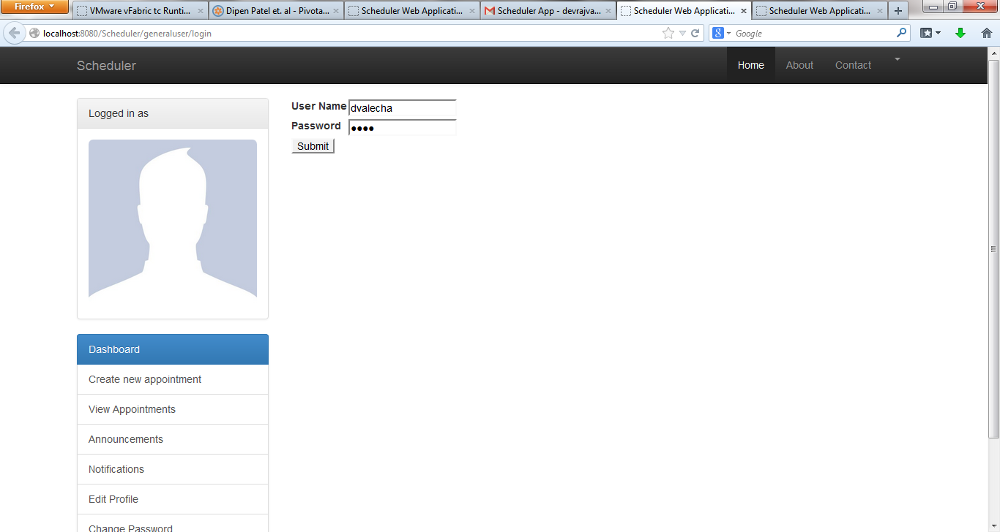 Firefox
VMware vFabric tc Runti...
Dipen Patel et. al - Pivota...
Scheduler Web Applicati...
Scheduler App - devrajva...
Scheduler Web Applicati...
Scheduler Web Applicati...
localhost:8080/Scheduler/generaluser/login
Google
Scheduler
Home
About
Contact
Logged in as
User Name
dvalecha
Password
••••
Submit
Dashboard
Create new appointment
View Appointments
Announcements
Notifications
Edit Profile
Change Password